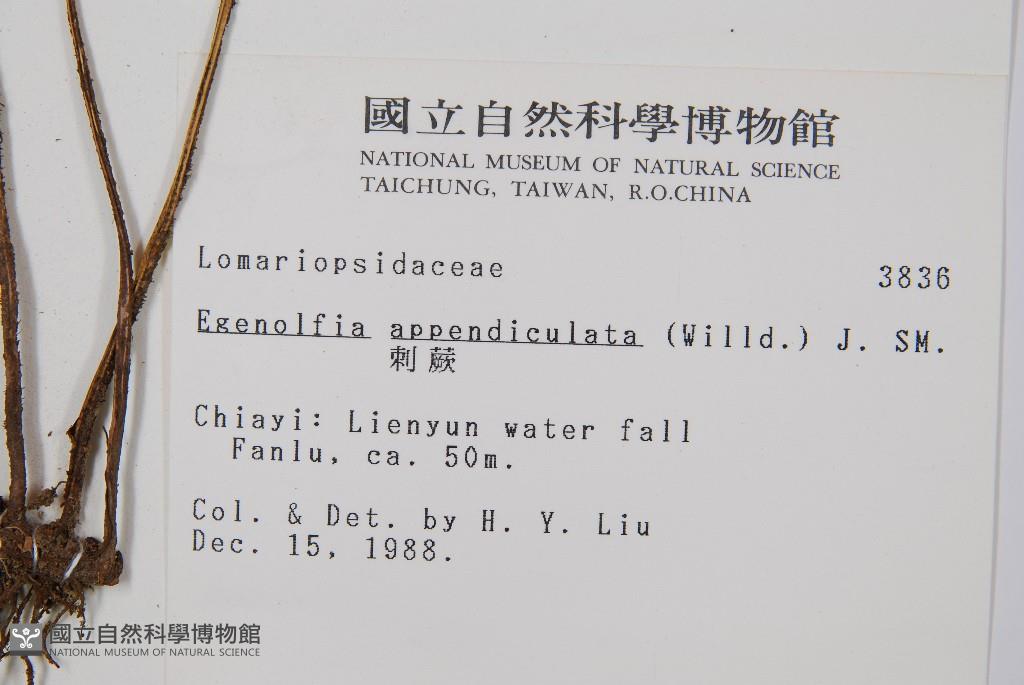 國立自然科學博物館
NATIONAL MUSEUM OF NATURAL SCIENCE
TAICHUNG, TAIWAN, R.O.CHINA
Lomariopsidaceae 3836
Egenolfia appendiculata (Willd.) J. SM.
刺蕨
Chiayi: Lienyun water fall
Fanlu, ca. 50m.
Col. & Det. by H. Y. Liu
Dec. 15, 1988.
國立自然科學博物館
NATIONAL MUSEUM OF NATURAL SCIENCE